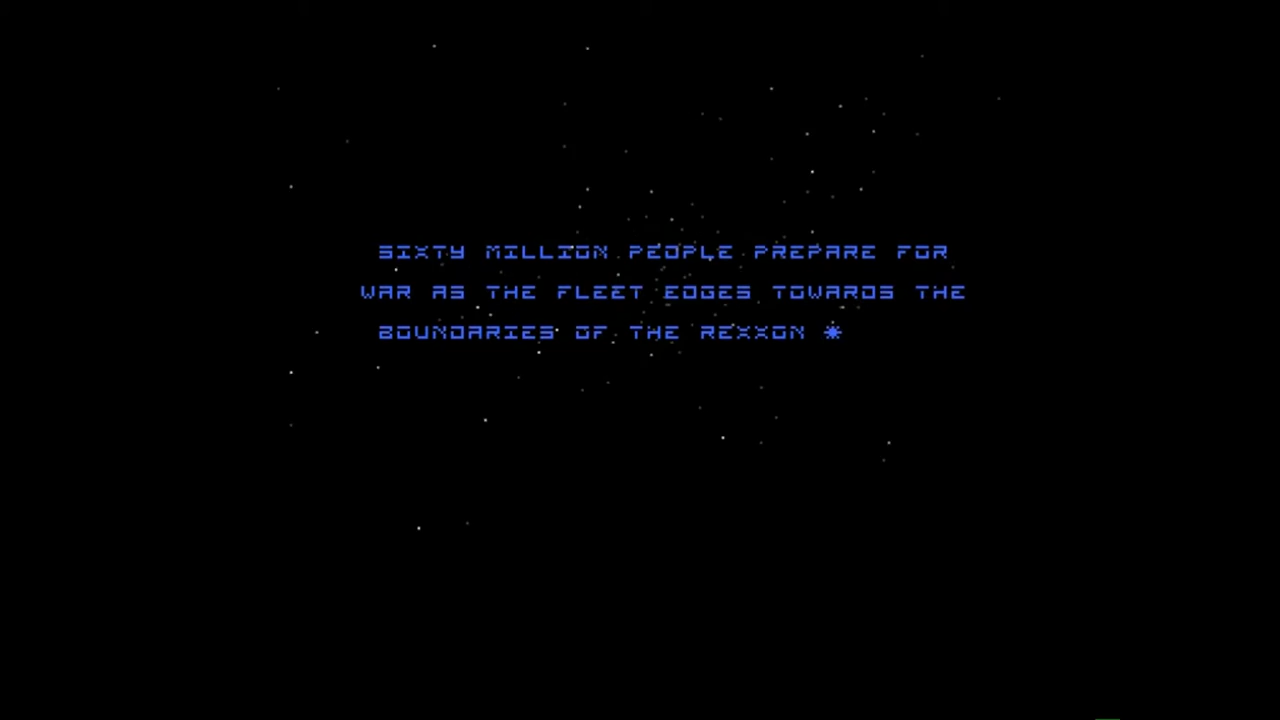 SIXTY MILLION PEOPLE PREPARE FOR
WAR AS THE FLEET EDGES TOWARDS THE
BOUNDARIES OF THE REXXON